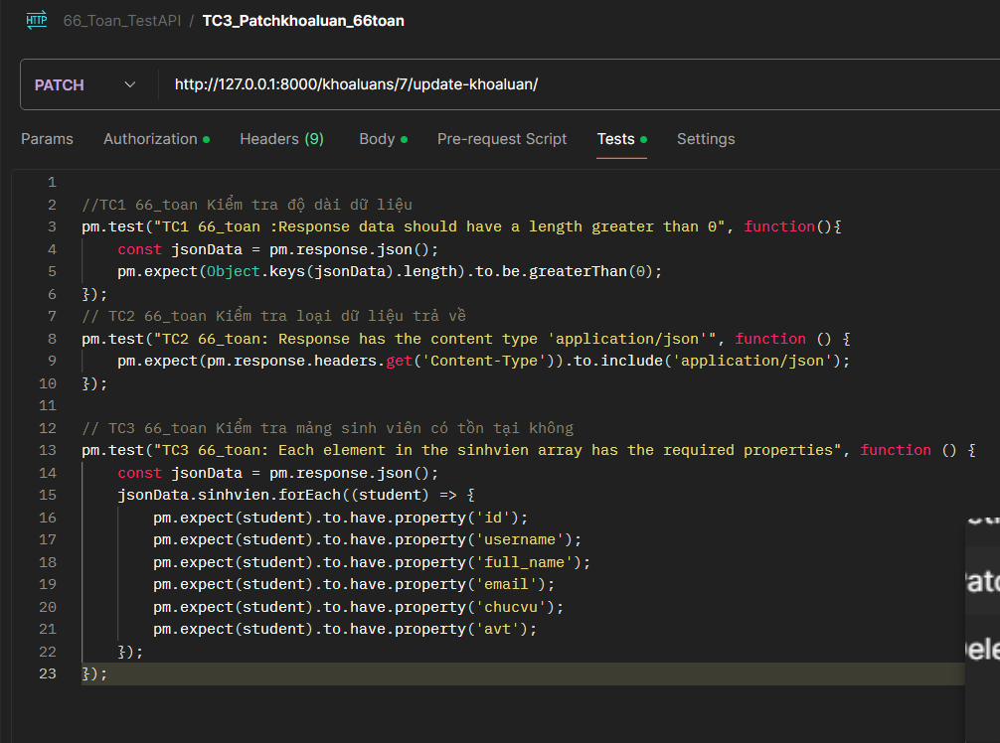 HTTP 66_Toan_TestAPI / TC3_Patchkhoaluan_66toan
PATCH http://127.0.0.1:8000/khoaluans/7/update-khoaluan/
Params Authorization Headers (9) Body Pre-request Script Tests Settings
1
2 //TC1 66_toan Kiểm tra độ dài dữ liệu
3 pm.test("TC1 66_toan :Response data should have a length greater than 0", function(){
4 const jsonData = pm.response.json();
5 pm.expect(Object.keys(jsonData).length).to.be.greaterThan(0);
6 });
7 // TC2 66_toan Kiểm tra loại dữ liệu trả về
8 pm.test("TC2 66_toan: Response has the content type 'application/json'", function () {
9 pm.expect(pm.response.headers.get('Content-Type')).to.include('application/json');
10 });
11
12 // TC3 66_toan Kiểm tra mảng sinh viên có tồn tại không
13 pm.test("TC3 66_toan: Each element in the sinhvien array has the required properties", function () {
14 const jsonData = pm.response.json();
15 jsonData.sinhvien.forEach((student) => {
16 pm.expect(student).to.have.property('id');
17 pm.expect(student).to.have.property('username');
18 pm.expect(student).to.have.property('full_name');
19 pm.expect(student).to.have.property('email');
20 pm.expect(student).to.have.property('chucvu');
21 pm.expect(student).to.have.property('avt');
22 });
23 });